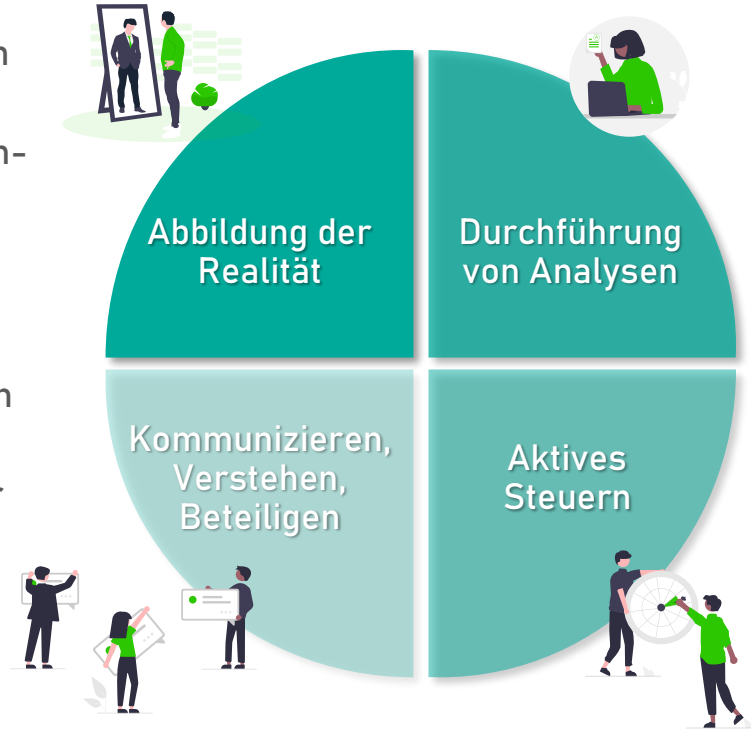 Abbildung der
Realität
Durchführung
von Analysen
Kommunizieren,
Verstehen,
Beteiligen
Aktives
Steuern